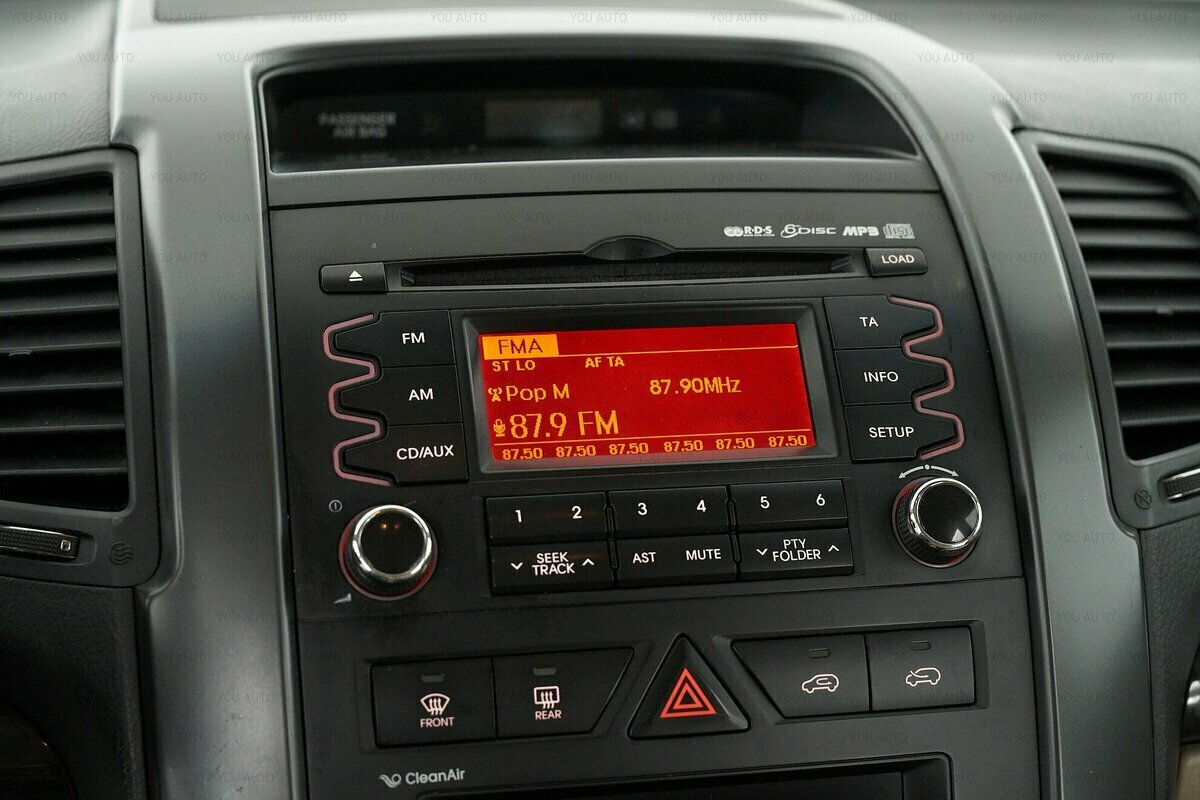 YOU AUTO
PASSENGER
AIR BAG
R·D·S 6DISC MP3
LOAD
FM
AM
CD/AUX
FMA
ST LO AF TA
Pop M 87.90MHz
87.9 FM
87.50 87.50 87.50 87.50 87.50 87.50
TA
INFO
SETUP
1 2 3 4 5 6
SEEK
TRACK
AST MUTE
PTY
FOLDER
FRONT
REAR
CleanAir